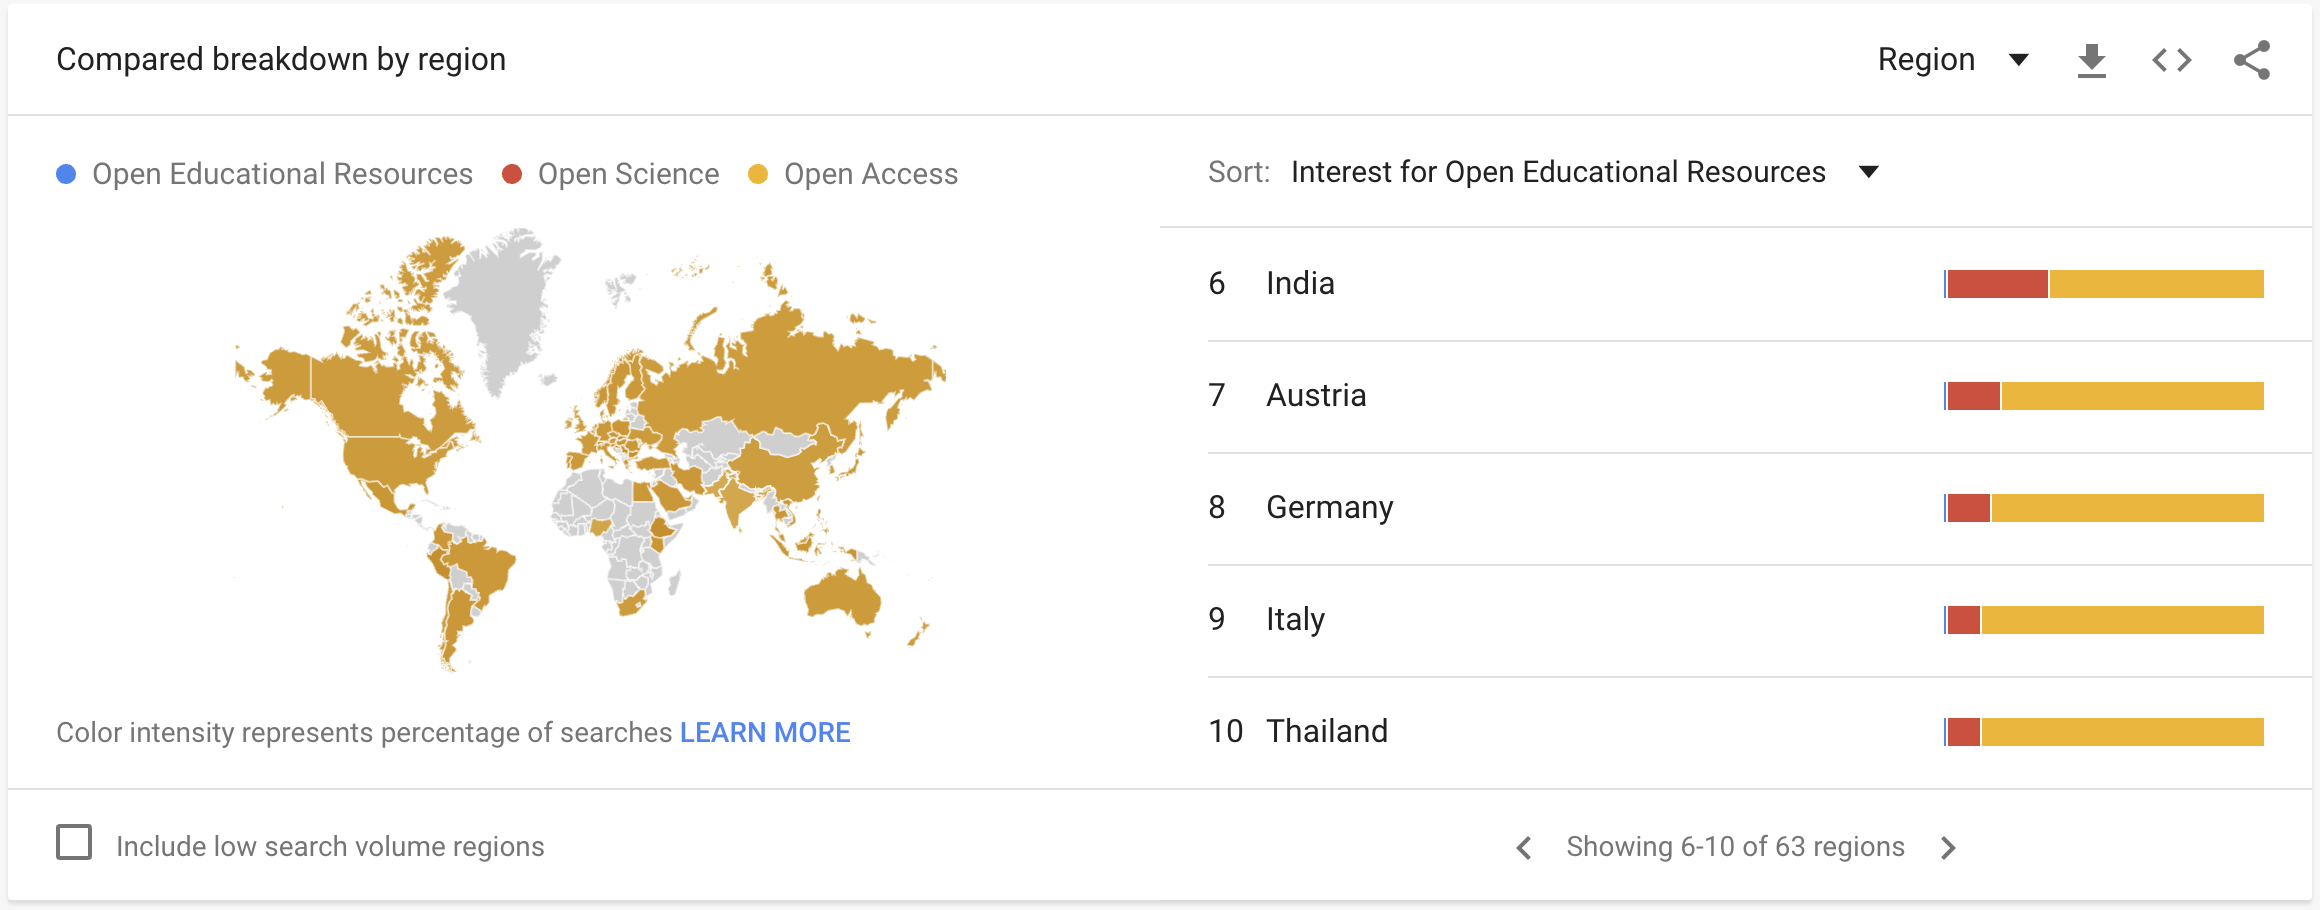 Compared breakdown by region
Region
Open Educational Resources
Open Science
Open Access
Sort: Interest for Open Educational Resources
6 India
7 Austria
8 Germany
9 Italy
10 Thailand
Color intensity represents percentage of searches LEARN MORE
Include low search volume regions
Showing 6-10 of 63 regions